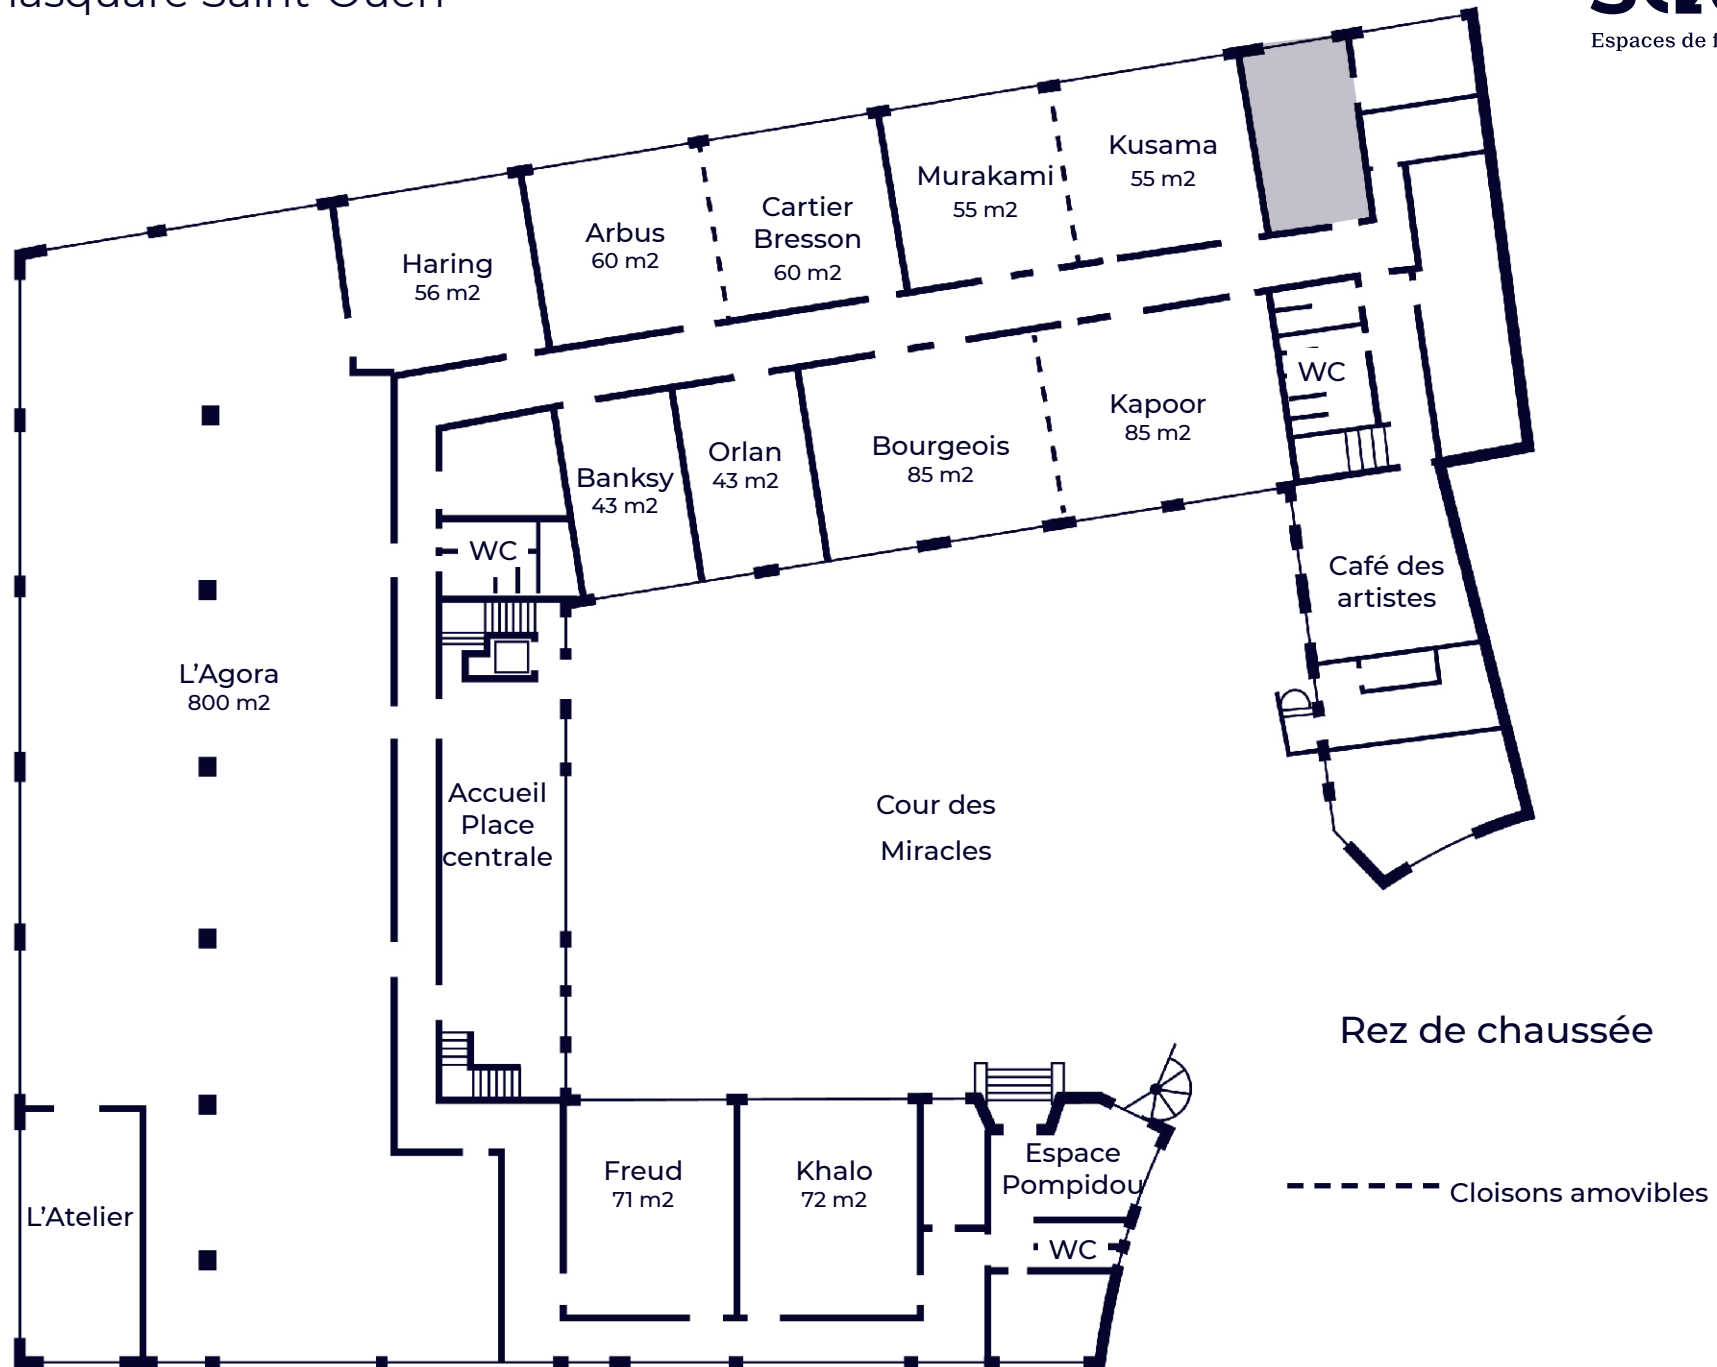 Saint-Ouen
Espaces de
Kusama
55 m2
Murakami
55 m2
Cartier
Bresson
60 m2
Arbus
60 m2
Haring
56 m2
WC
Kapoor
85 m2
Bourgeois
85 m2
Orlan
43 m2
Banksy
43 m2
WC
Café des
artistes
L'Agora
800 m2
Accueil
Place
centrale
Cour des
Miracles
Rez de chaussée
Espace
Pompidou
Freud
71 m2
Khalo
72 m2
Cloisons amovibles
L'Atelier
WC